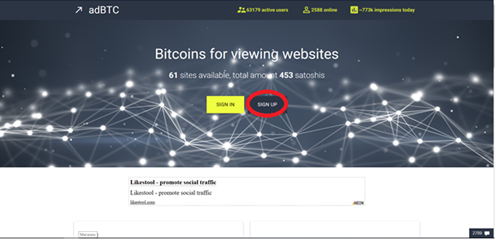 adBTC
63179 active users
2588 online
~773k impressions today
Bitcoins for viewing websites
61 sites available, total amount 453 satoshis
SIGN IN
SIGN UP
Likestool - promote social traffic
Likestool - promote social traffic
likestool.com
2700